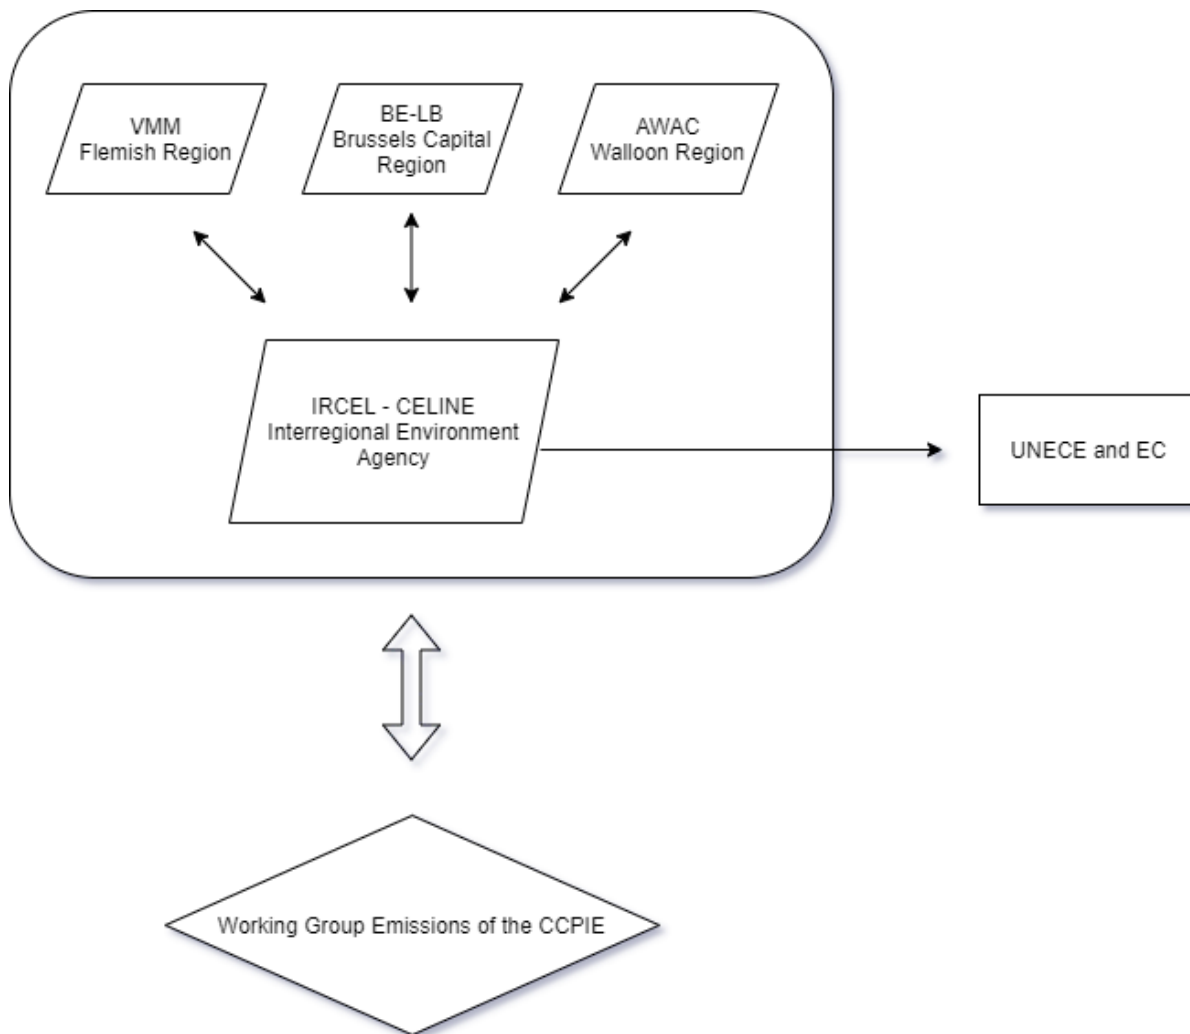 VMM
Flemish Region
BE-LB
Brussels Capital
Region
AWAC
Walloon Region
IRCEL - CELINE
Interregional Environment
Agency
UNECE and EC
Working Group Emissions of the CCPIE